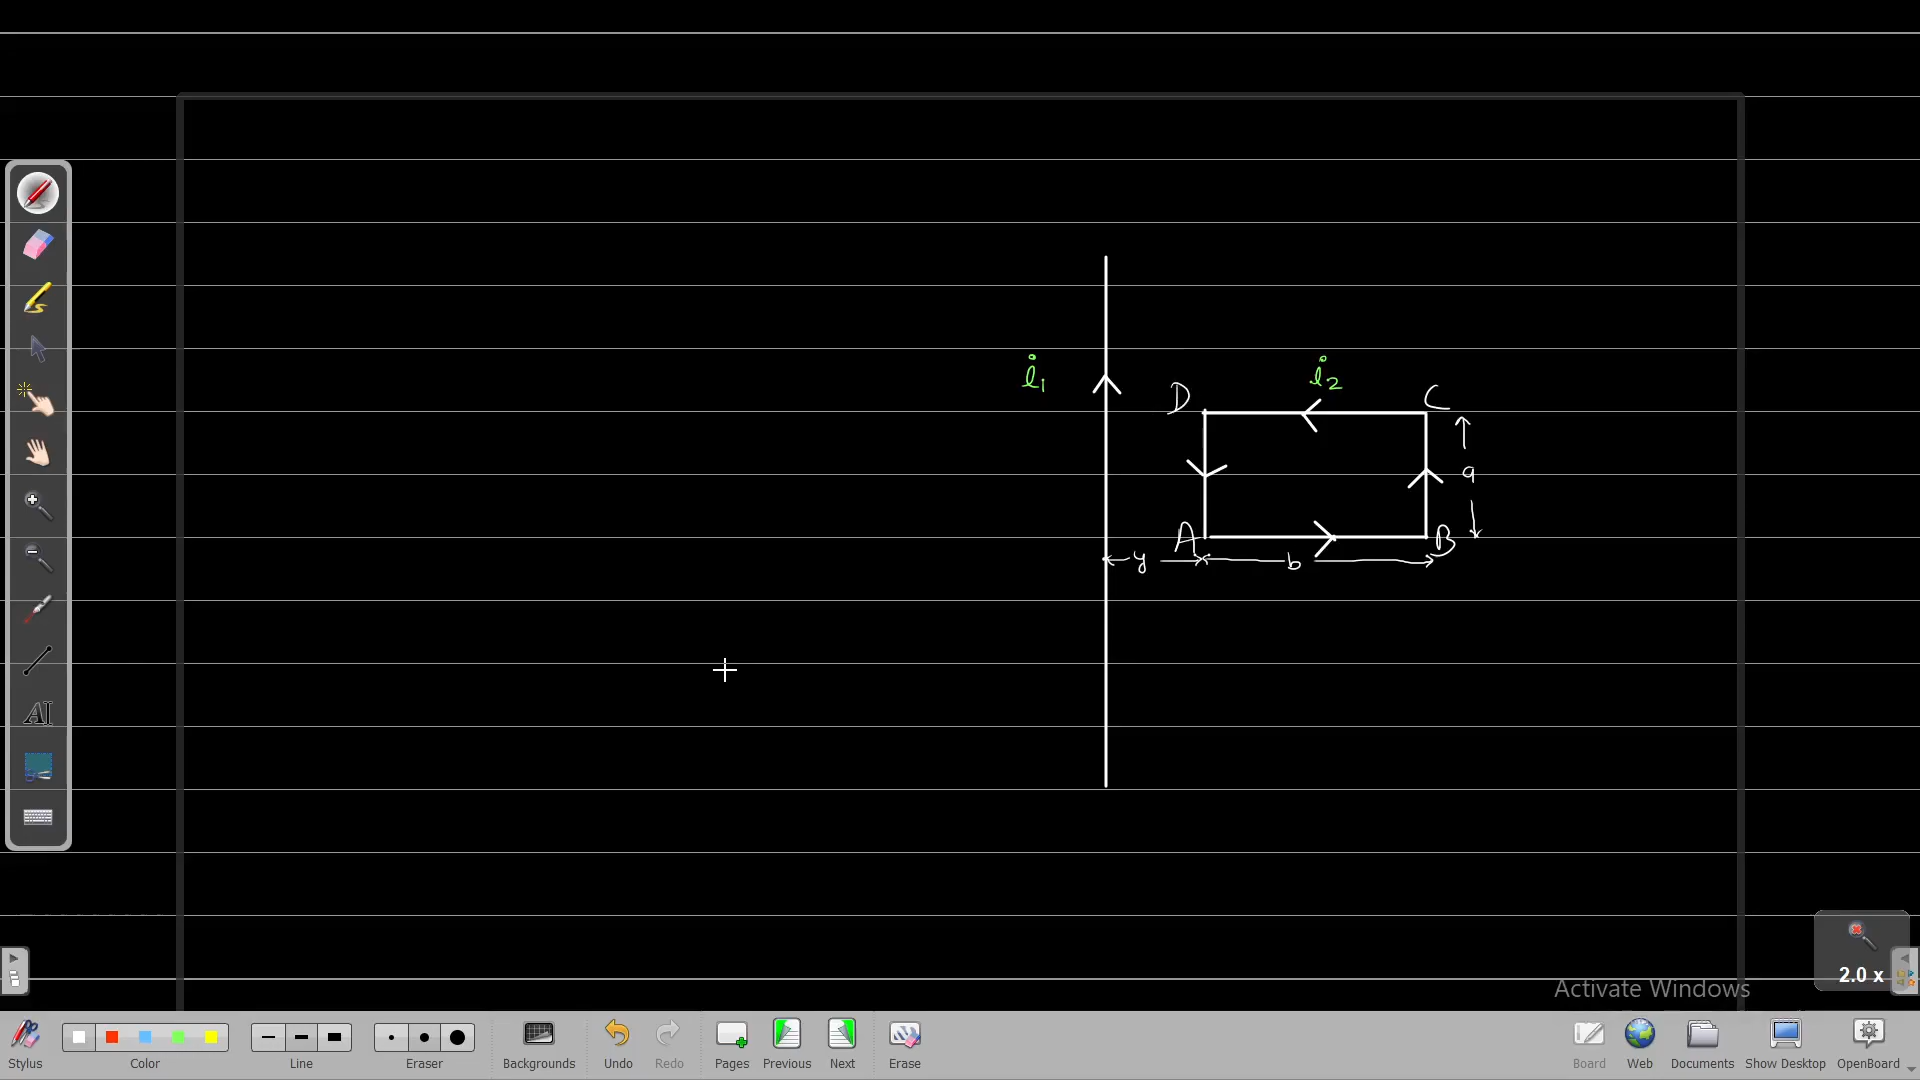 i₁
i₂
D
C
a
A
B
y
b
AI
2.0 x
Activate Windows
Stylus
Color
Line
Eraser
Backgrounds
Undo
Redo
Pages
Previous
Next
Erase
Board
Web
Documents
Show Desktop
OpenBoard